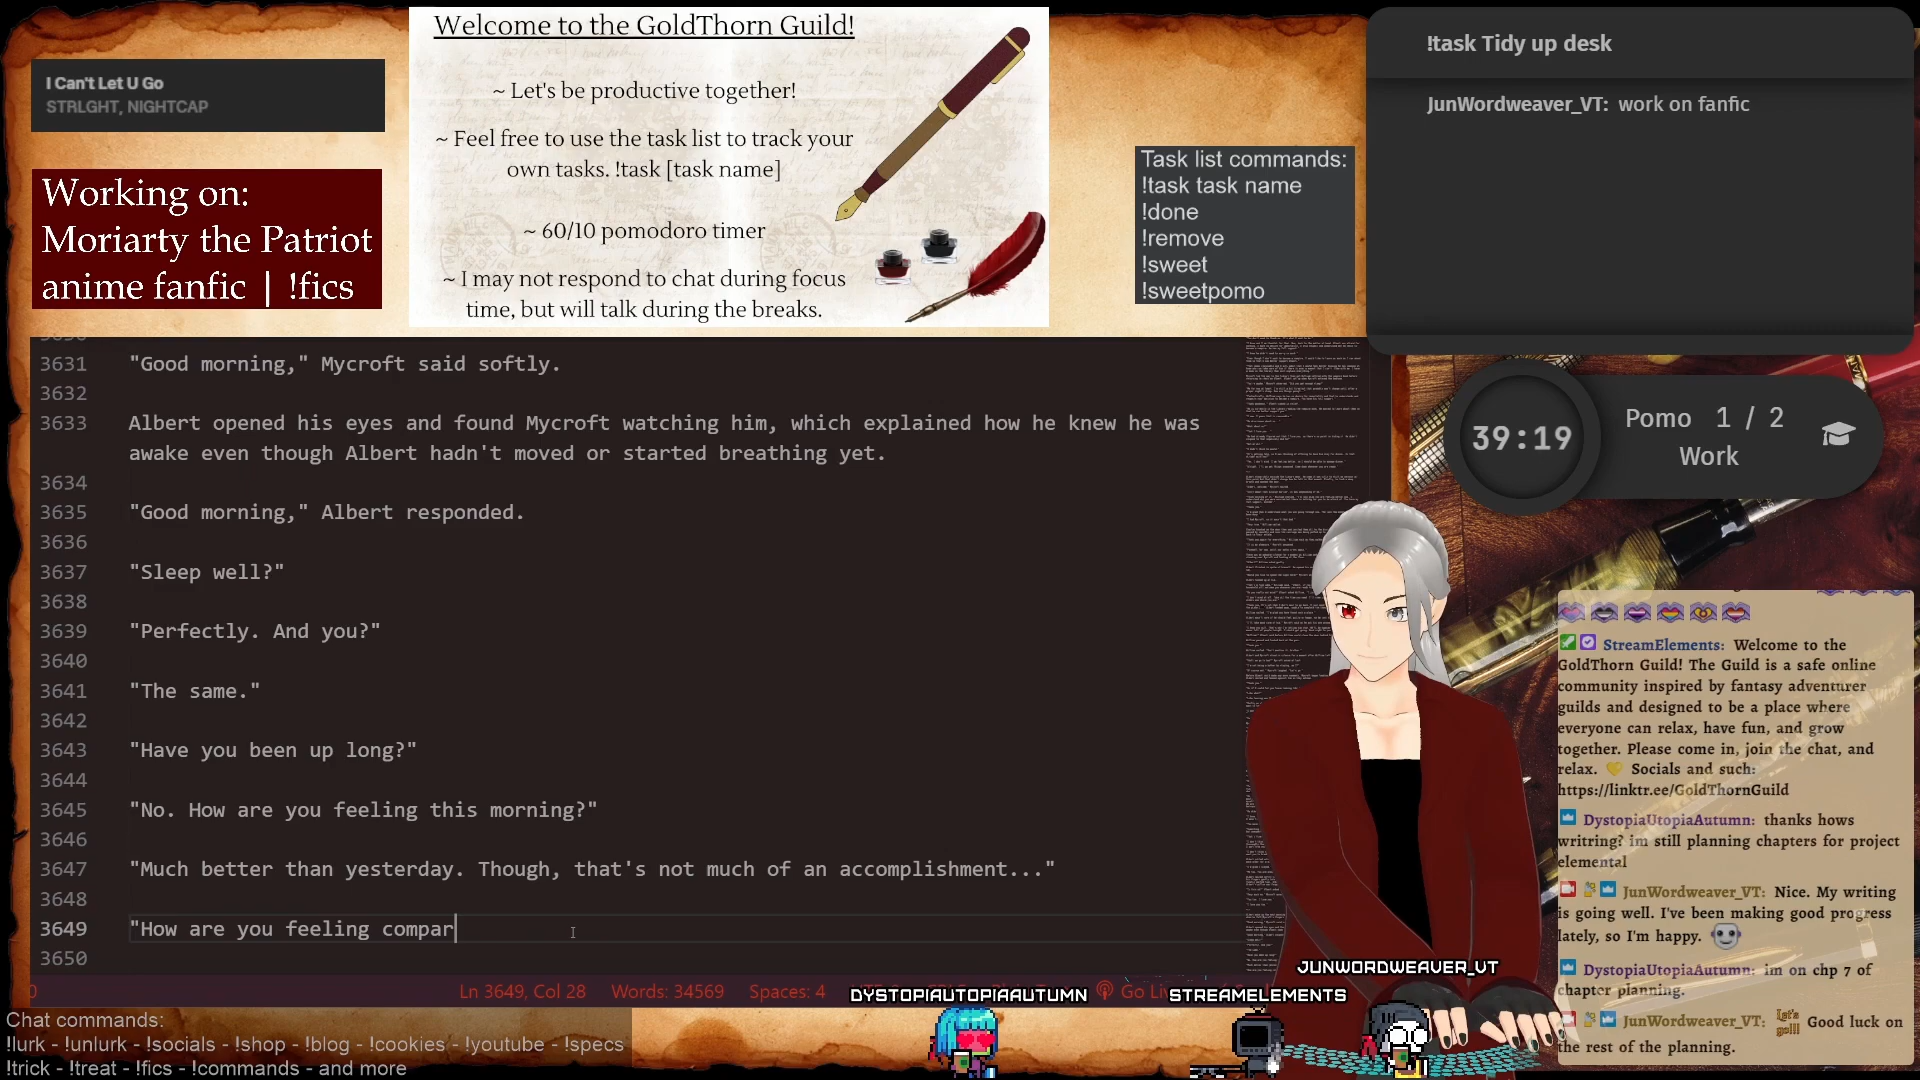 I Can't Let U Go
STRLGHT, NIGHTCAP
Working on:
Moriarty the Patriot
anime fanfic | !fics
Welcome to the GoldThorn Guild!
~ Let's be productive together!
~ Feel free to use the task list to track your
own tasks. !task [task name]
~ 60/10 pomodoro timer
~ I may not respond to chat during focus
time, but will talk during the breaks.
Task list commands:
!task task name
!done
!remove
!sweet
!sweetpomo
!task Tidy up desk
JunWordweaver_VT: work on fanfic
39:19
Pomo 1 / 2
Work
3631 "Good morning," Mycroft said softly.
3632
3633 Albert opened his eyes and found Mycroft watching him, which explained how he knew he was
awake even though Albert hadn't moved or started breathing yet.
3634
3635 "Good morning," Albert responded.
3636
3637 "Sleep well?"
3638
3639 "Perfectly. And you?"
3640
3641 "The same."
3642
3643 "Have you been up long?"
3644
3645 "No. How are you feeling this morning?"
3646
3647 "Much better than yesterday. Though, that's not much of an accomplishment..."
3648
3649 "How are you feeling compar
3650
Ln 3649, Col 28 Words: 34569 Spaces: 4
Go Li
StreamElements: Welcome to the
GoldThorn Guild! The Guild is a safe online
community inspired by fantasy adventurer
guilds and designed to be a place where
everyone can relax, have fun, and grow
together. Please come in, join the chat, and
relax. 💛 Socials and such:
https://linktr.ee/GoldThornGuild
DystopiaUtopiaAutumn: thanks hows
writring? im still planning chapters for project
elemental
JunWordweaver_VT: Nice. My writing
is going well. I've been making good progress
lately, so I'm happy.
DystopiaUtopiaAutumn: im on chp 7 of
chapter planning.
JunWordweaver_VT: Let's goll! Good luck on
the rest of the planning.
JUNWORDWEAVER_VT
DYSTOPIAUTOPIAAUTUMN
STREAMELEMENTS
Chat commands:
!lurk - !unlurk - !socials - !shop - !blog - !cookies - !youtube - !specs
!trick - !treat - !fics - !commands - and more